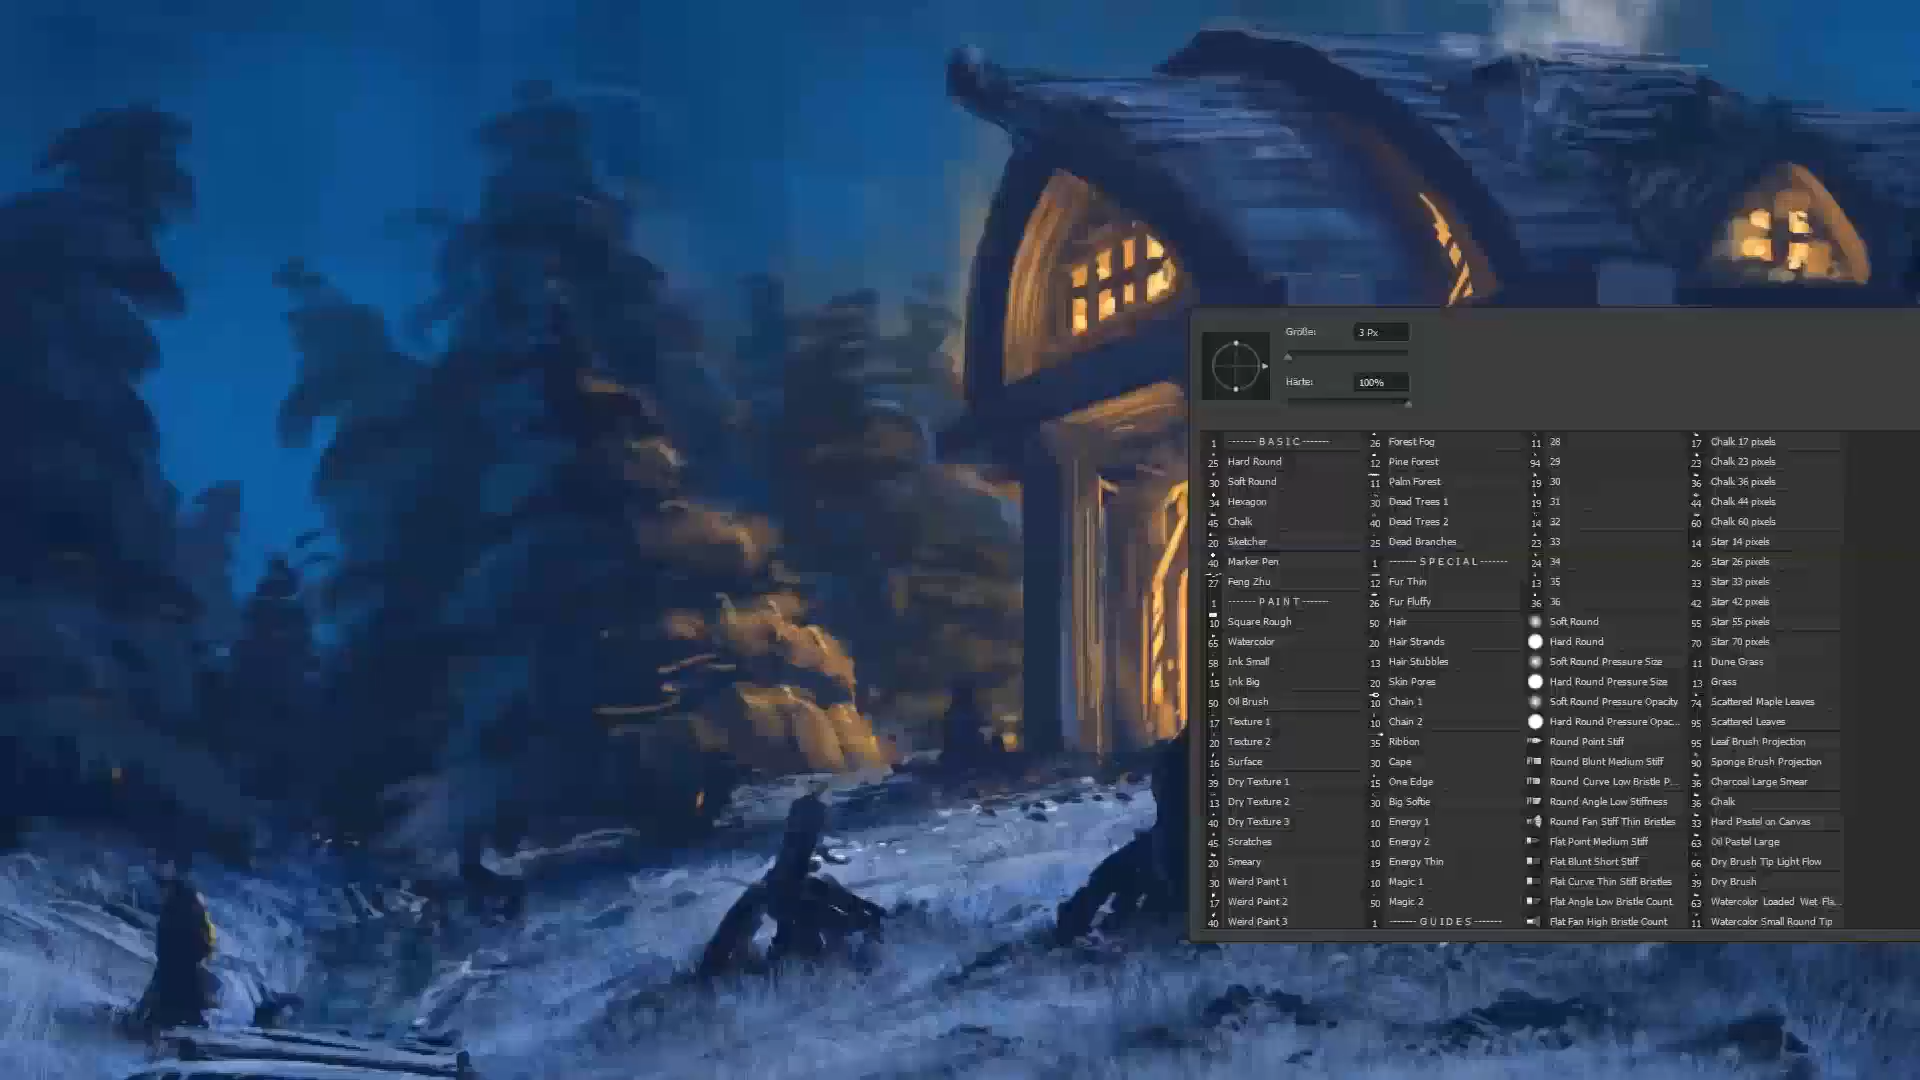 Größe: 3 Px
Härte: 100%
1 ------- B A S I C -------
25 Hard Round
30 Soft Round
34 Hexagon
45 Chalk
20 Sketcher
40 Marker Pen
27 Feng Zhu
1 ------- P A I N T -------
10 Square Rough
65 Watercolor
58 Ink Small
15 Ink Big
50 Oil Brush
17 Texture 1
20 Texture 2
16 Surface
39 Dry Texture 1
13 Dry Texture 2
40 Dry Texture 3
45 Scratches
20 Smeary
30 Weird Paint 1
17 Weird Paint 2
40 Weird Paint 3
26 Forest Fog
12 Pine Forest
11 Palm Forest
30 Dead Trees 1
40 Dead Trees 2
25 Dead Branches
1 ------- S P E C I A L -------
12 Fur Thin
26 Fur Fluffy
50 Hair
20 Hair Strands
13 Hair Stubbles
20 Skin Pores
10 Chain 1
10 Chain 2
35 Ribbon
30 Cape
15 One Edge
30 Big Softie
10 Energy 1
10 Energy 2
19 Energy Thin
10 Magic 1
50 Magic 2
1 ------- G U I D E S -------
11 28
94 29
19 30
19 31
14 32
23 33
24 34
13 35
36 36
Soft Round
Hard Round
Soft Round Pressure Size
Hard Round Pressure Size
Soft Round Pressure Opacity
Hard Round Pressure Opac...
Round Point Stiff
Round Blunt Medium Stiff
Round Curve Low Bristle P...
Round Angle Low Stiffness
Round Fan Stiff Thin Bristles
Flat Point Medium Stiff
Flat Blunt Short Stiff
Flat Curve Thin Stiff Bristles
Flat Angle Low Bristle Count
Flat Fan High Bristle Count
17 Chalk 17 pixels
23 Chalk 23 pixels
36 Chalk 36 pixels
44 Chalk 44 pixels
60 Chalk 60 pixels
14 Star 14 pixels
26 Star 26 pixels
33 Star 33 pixels
42 Star 42 pixels
55 Star 55 pixels
70 Star 70 pixels
11 Dune Grass
13 Grass
74 Scattered Maple Leaves
95 Scattered Leaves
95 Leaf Brush Projection
90 Sponge Brush Projection
36 Charcoal Large Smear
36 Chalk
33 Hard Pastel on Canvas
63 Oil Pastel Large
66 Dry Brush Tip Light Flow
39 Dry Brush
63 Watercolor Loaded Wet Fla...
11 Watercolor Small Round Tip